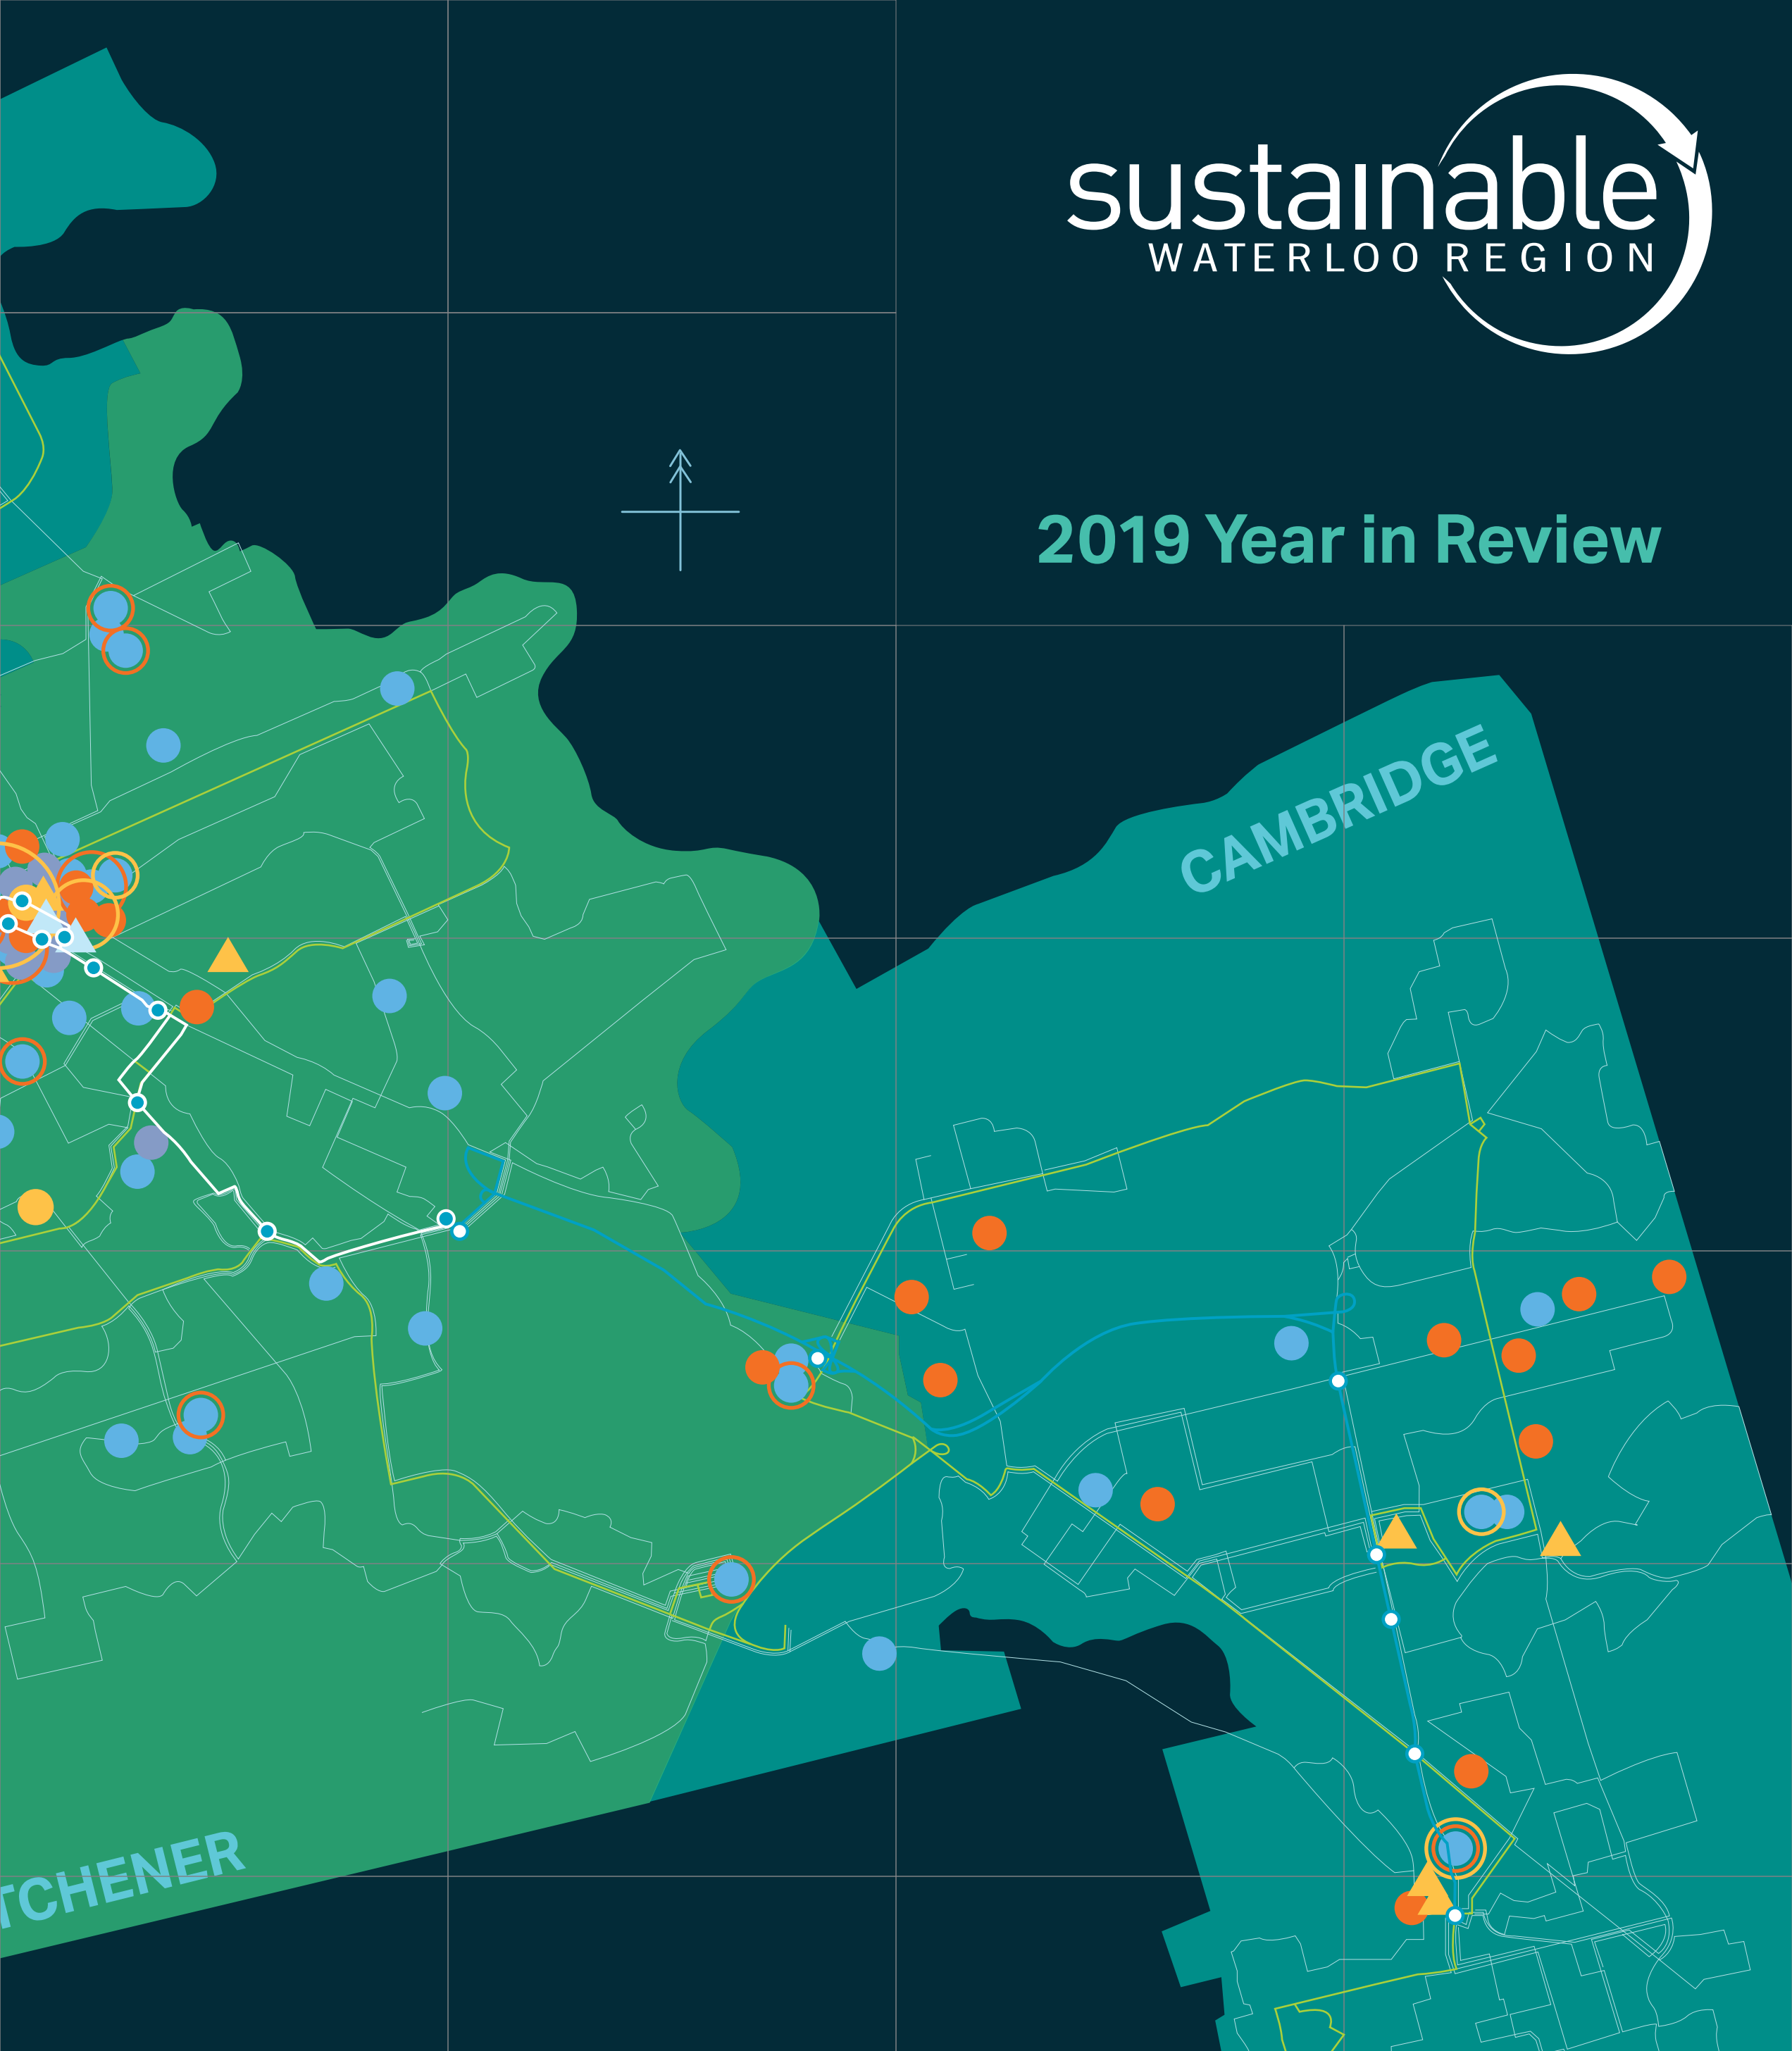 sustainable
WATERLOO REGION
2019 Year in Review
CAMBRIDGE
TCHENER